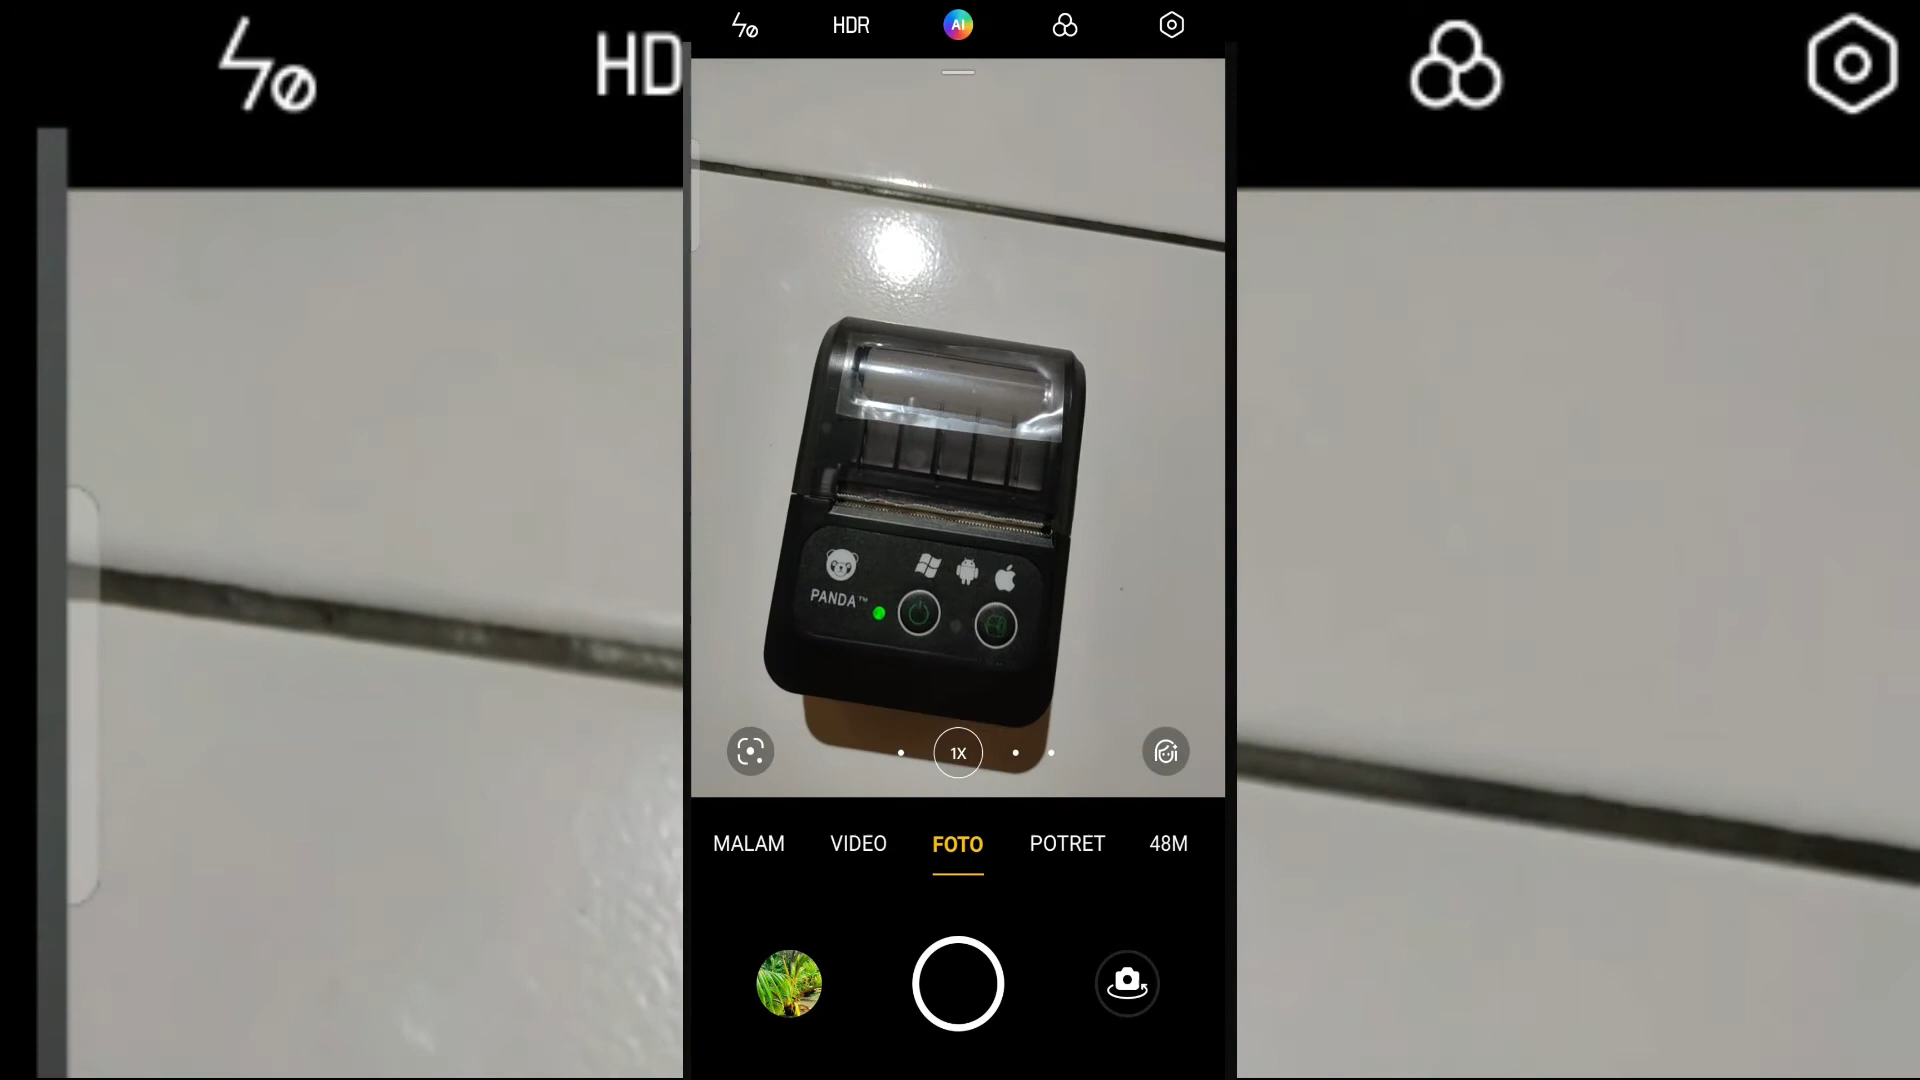 HD
HDR
AI
PANDA™
1X
MALAM VIDEO FOTO POTRET 48M